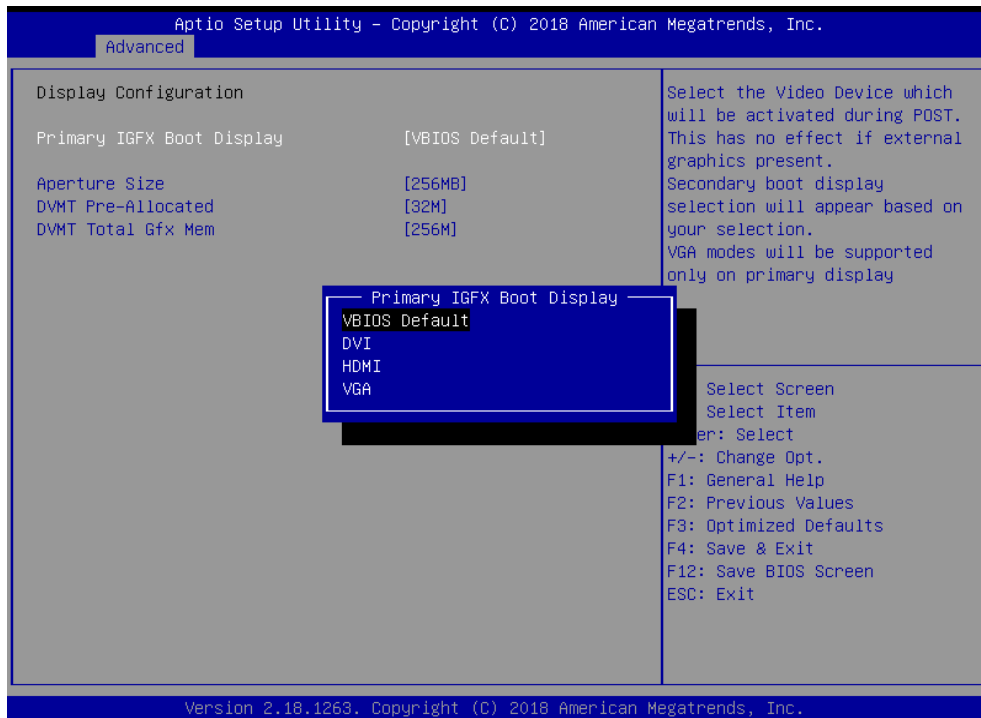 Aptio Setup Utility – Copyright (C) 2018 American Megatrends, Inc.
Advanced
Display Configuration
Primary IGFX Boot Display [VBIOS Default]
Aperture Size [256MB]
DVMT Pre-Allocated [32M]
DVMT Total Gfx Mem [256M]
Select the Video Device which
will be activated during POST.
This has no effect if external
graphics present.
Secondary boot display
selection will appear based on
your selection.
VGA modes will be supported
only on primary display
Primary IGFX Boot Display
VBIOS Default
DVI
HDMI
VGA
Select Screen
Select Item
er: Select
+/-: Change Opt.
F1: General Help
F2: Previous Values
F3: Optimized Defaults
F4: Save & Exit
F12: Save BIOS Screen
ESC: Exit
Version 2.18.1263. Copyright (C) 2018 American Megatrends, Inc.